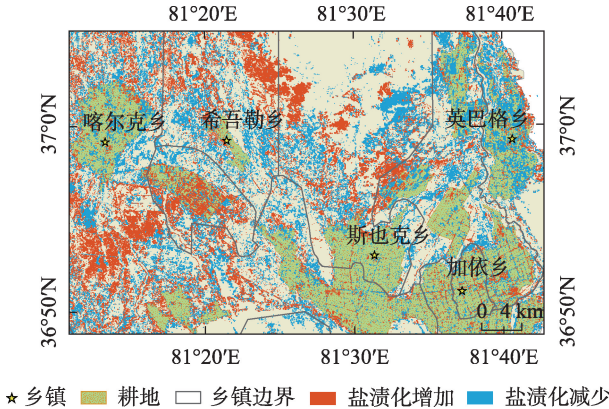 81°20′E 81°30′E 81°40′E
37°0′N 37°0′N
喀尔克乡 希吾勒乡 英巴格乡
斯也克乡
加依乡
36°50′N 36°50′N
0 4 km
81°20′E 81°30′E 81°40′E
乡镇 耕地 乡镇边界 盐渍化增加 盐渍化减少